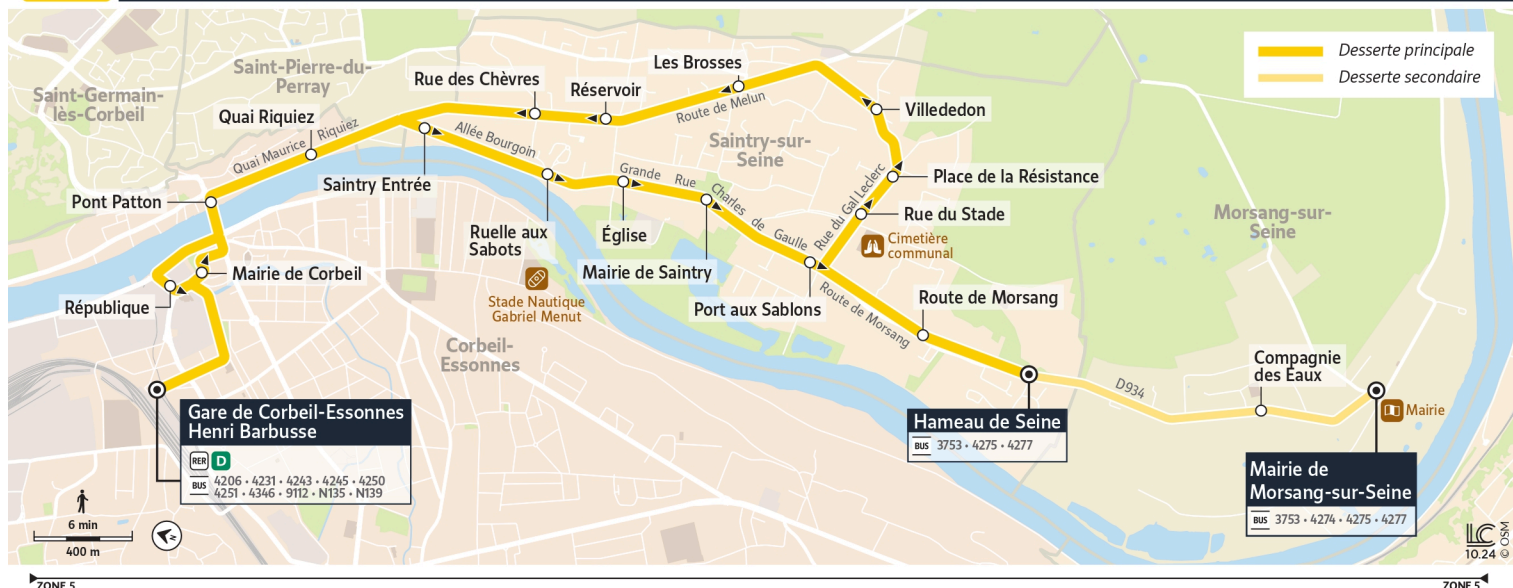 Desserte principale
Desserte secondaire
Saint-Germain-
lès-Corbeil
Saint-Pierre-du-
Perray
Quai Riquiez
Quai Maurice Riquiez
Rue des Chèvres
Réservoir
Les Brosses
Route de Melun
Villededon
Saintry-sur-
Seine
Allée Bourgoin
Saintry Entrée
Grande Rue
Charles de Gaulle
Rue du Gal Leclerc
Place de la Résistance
Rue du Stade
Cimetière
communal
Pont Patton
Mairie de Corbeil
République
Ruelle aux
Sabots
Église
Mairie de Saintry
Stade Nautique
Gabriel Menut
Port aux Sablons
Route de Morsang
Route de Morsang
Morsang-sur-
Seine
Corbeil-
Essonnes
Compagnie
des Eaux
D934
Mairie
Gare de Corbeil-Essonnes
Henri Barbusse
RER D
BUS 4206 • 4231 • 4243 • 4245 • 4250
4251 • 4346 • 9112 • N135 • N139
Hameau de Seine
BUS 3753 • 4275 • 4277
Mairie de
Morsang-sur-Seine
BUS 3753 • 4274 • 4275 • 4277
6 min
400 m
N
LC
10.24 © OSM
ZONE 5
ZONE 5